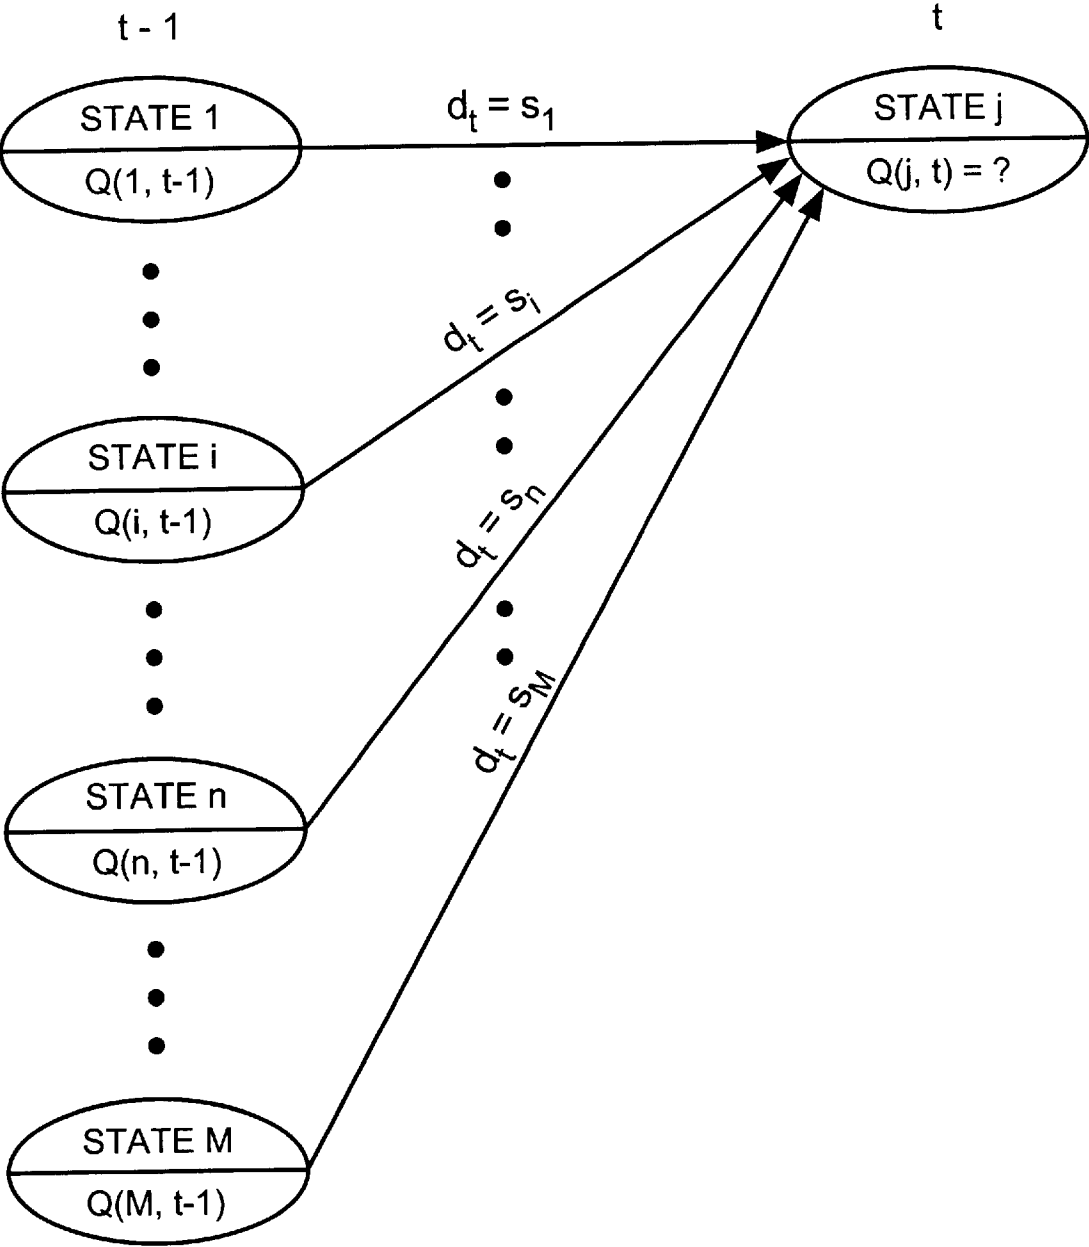 t - 1
t
STATE 1
Q(1, t-1)
d_t = s_1
STATE j
Q(j, t) = ?
d_t = s_i
STATE i
Q(i, t-1)
d_t = s_n
STATE n
Q(n, t-1)
d_t = s_M
STATE M
Q(M, t-1)